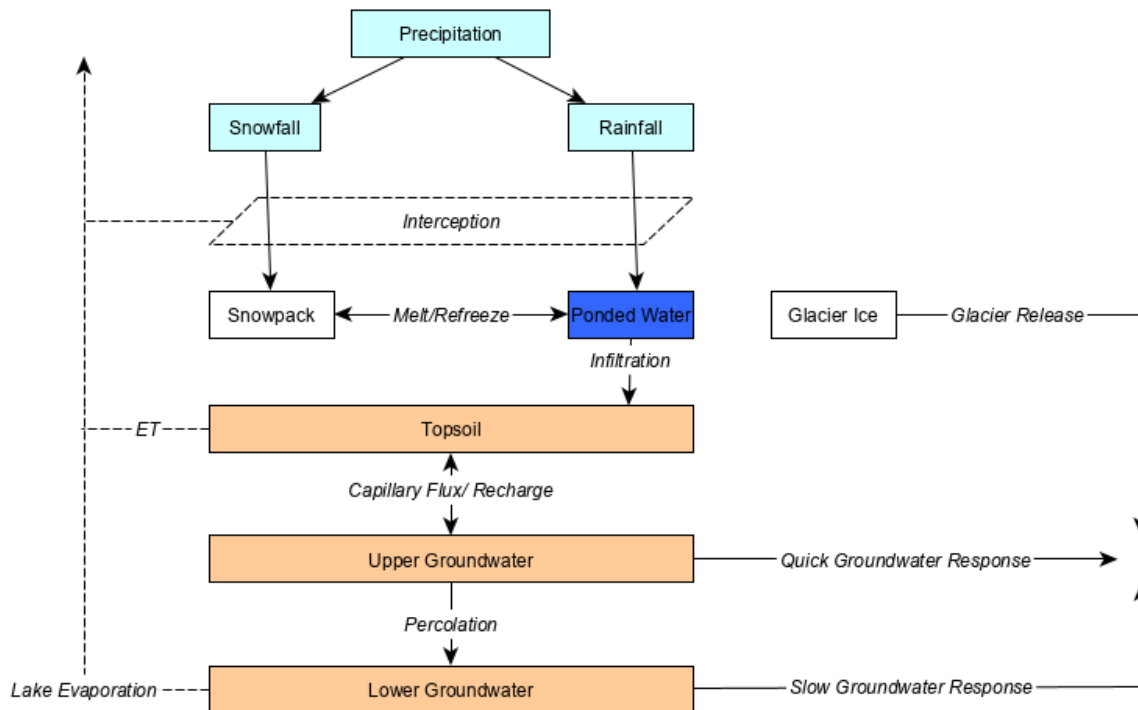 Precipitation
Snowfall
Rainfall
Interception
Snowpack
Melt/Refreeze
Ponded Water
Glacier Ice
Glacier Release
Infiltration
ET
Topsoil
Capillary Flux/ Recharge
Upper Groundwater
Quick Groundwater Response
Percolation
Lake Evaporation
Lower Groundwater
Slow Groundwater Response